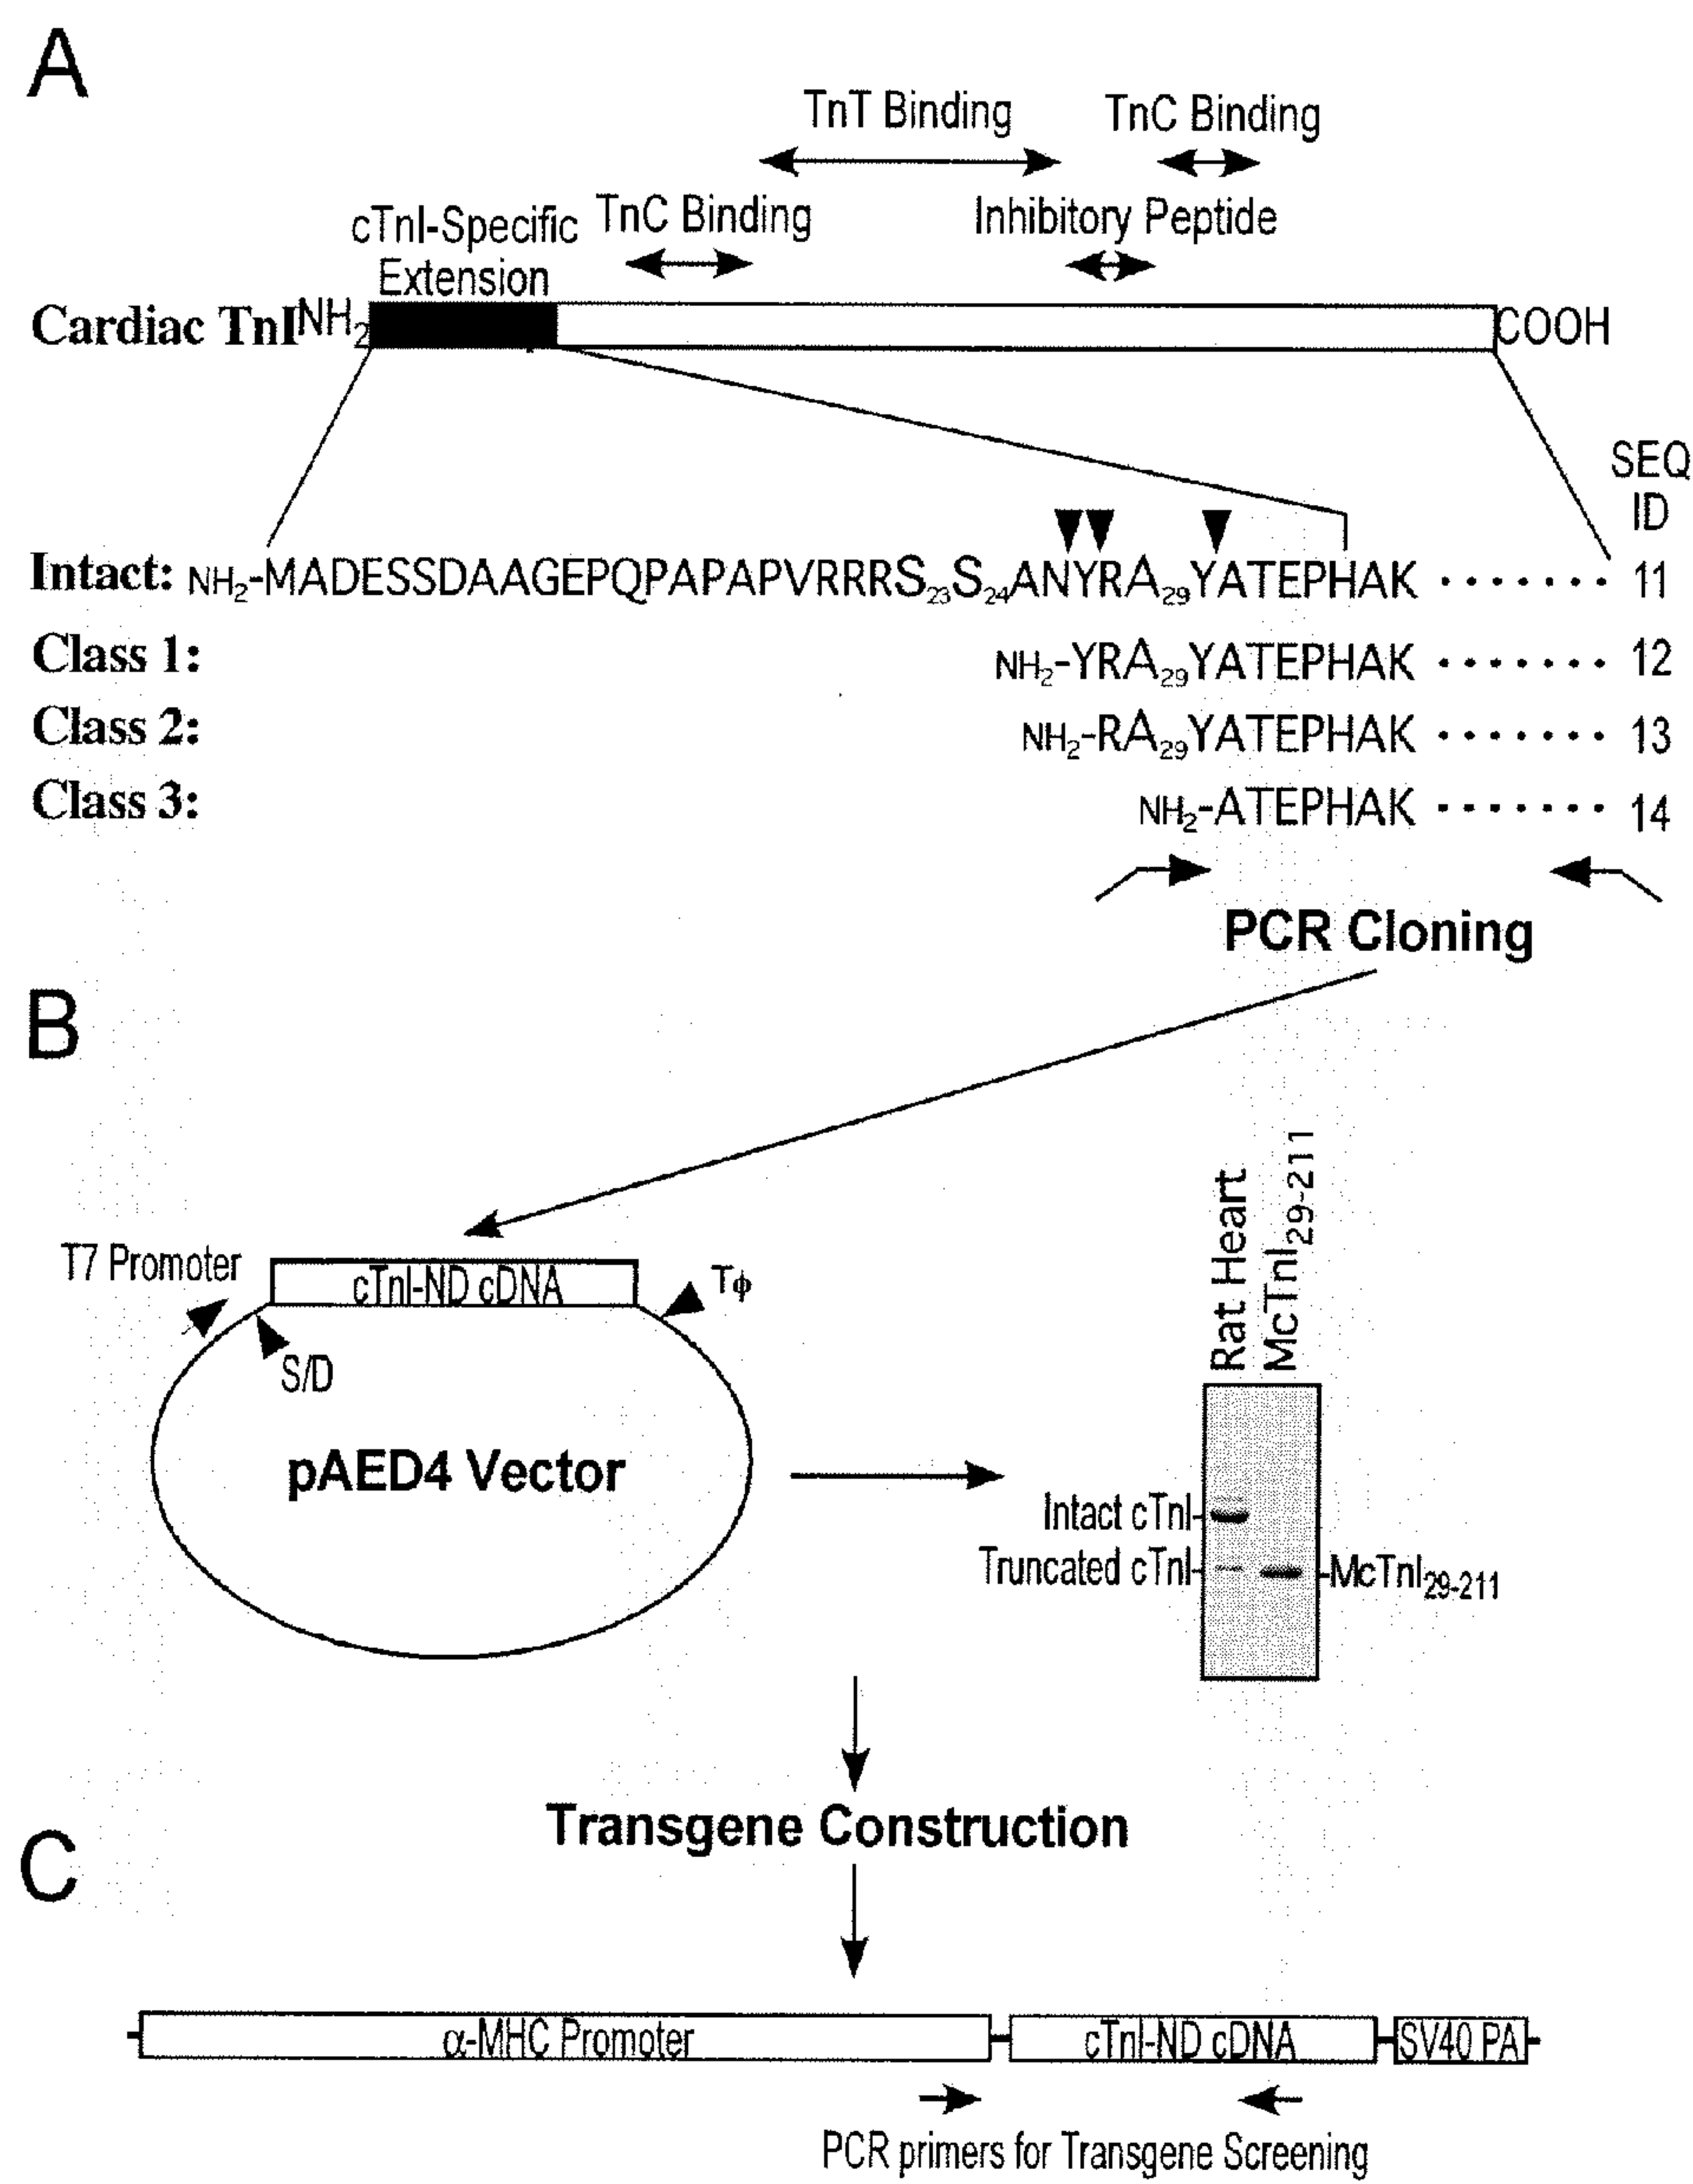 A
TnT Binding
TnC Binding
cTnI-Specific
Extension
TnC Binding
Inhibitory Peptide
Cardiac TnI NH2
COOH
SEQ
ID
Intact: NH2-MADESSDAAGEPQPAPAPVRRRS23S24ANYRA29YATEPHAK ······· 11
Class 1: NH2-YRA29YATEPHAK ······· 12
Class 2: NH2-RA29YATEPHAK ······· 13
Class 3: NH2-ATEPHAK ······· 14
PCR Cloning
B
T7 Promoter
cTnI-ND cDNA
Tϕ
S/D
pAED4 Vector
Rat Heart
McTnI29-211
Intact cTnI
Truncated cTnI
McTnI29-211
Transgene Construction
C
α-MHC Promoter
cTnI-ND cDNA
SV40 PA
PCR primers for Transgene Screening